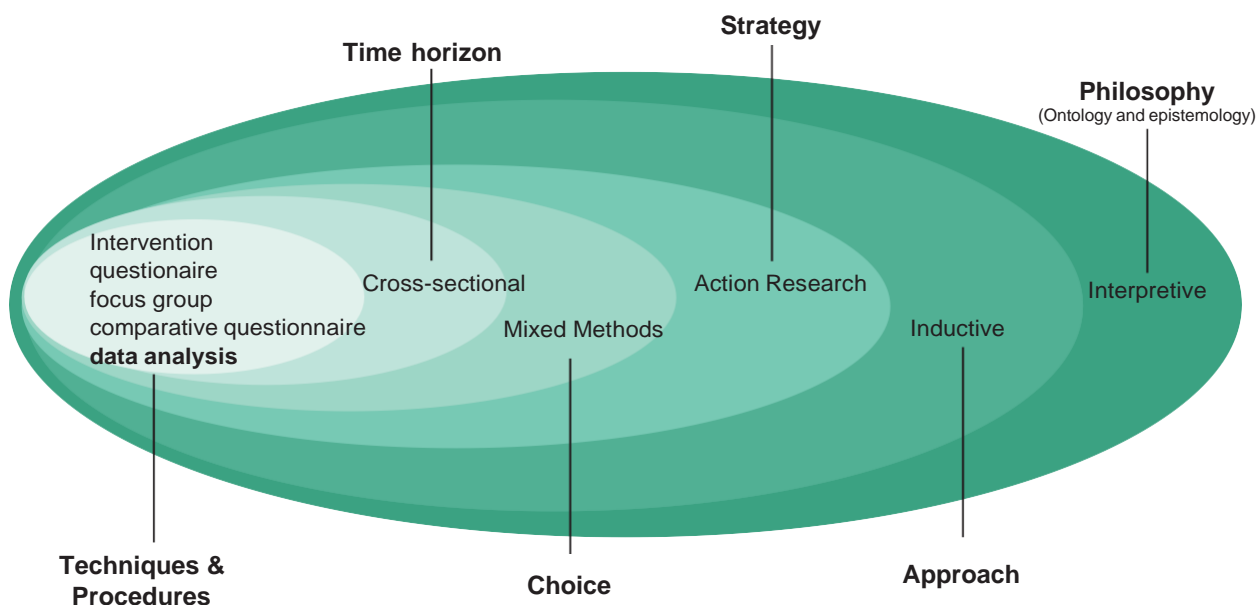 Strategy
Time horizon
Philosophy
(Ontology and epistemology)
Intervention
questionaire
focus group
comparative questionnaire
data analysis
Cross-sectional
Mixed Methods
Action Research
Inductive
Interpretive
Techniques &
Procedures
Choice
Approach